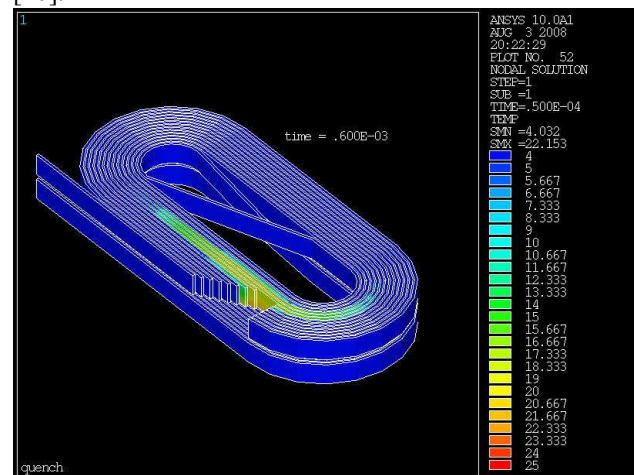 1
ANSYS 10.0A1
AUG 3 2008
20:22:29
PLOT NO. 52
NODAL SOLUTION
STEP=1
SUB =1
TIME=.500E-04
TEMP
SMN =4.032
SMX =22.153
4
5
5.667
6.667
7.333
8.333
9
10
10.667
11.667
12.333
13.333
14
15
15.667
16.667
17.333
18.333
19
20
20.667
21.667
22.333
23.333
24
25
time = .600E-03
quench